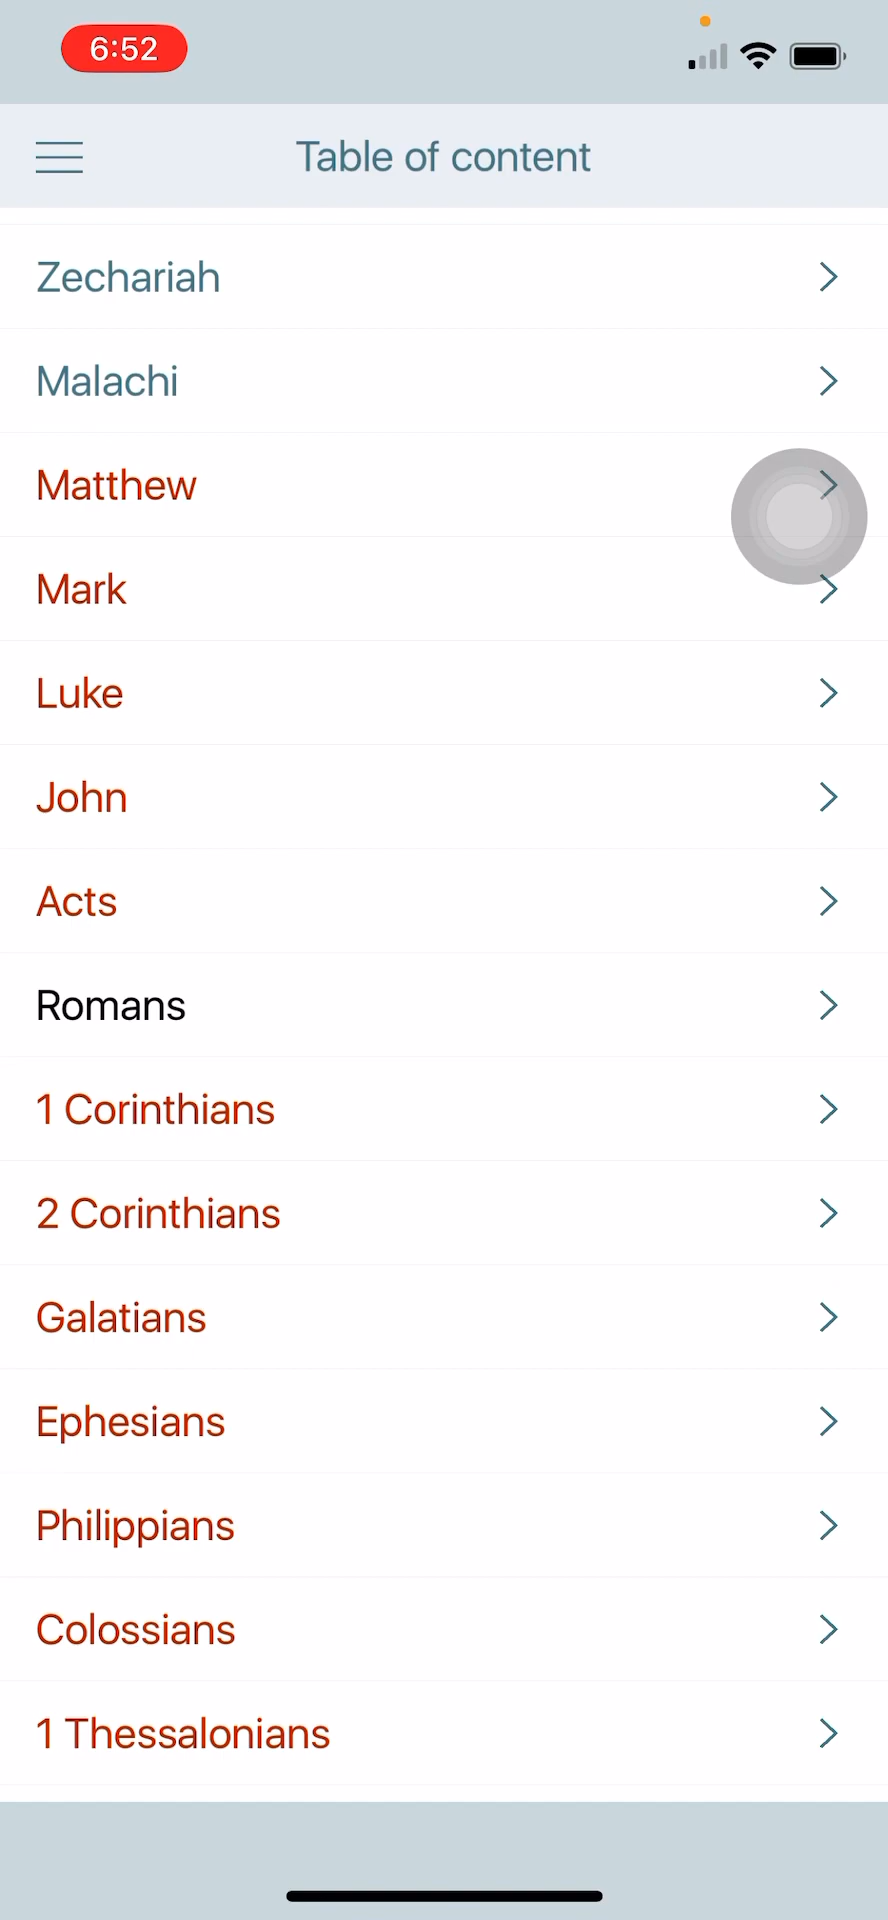 6:52
Table of content
Zechariah
Malachi
Matthew
Mark
Luke
John
Acts
Romans
1 Corinthians
2 Corinthians
Galatians
Ephesians
Philippians
Colossians
1 Thessalonians